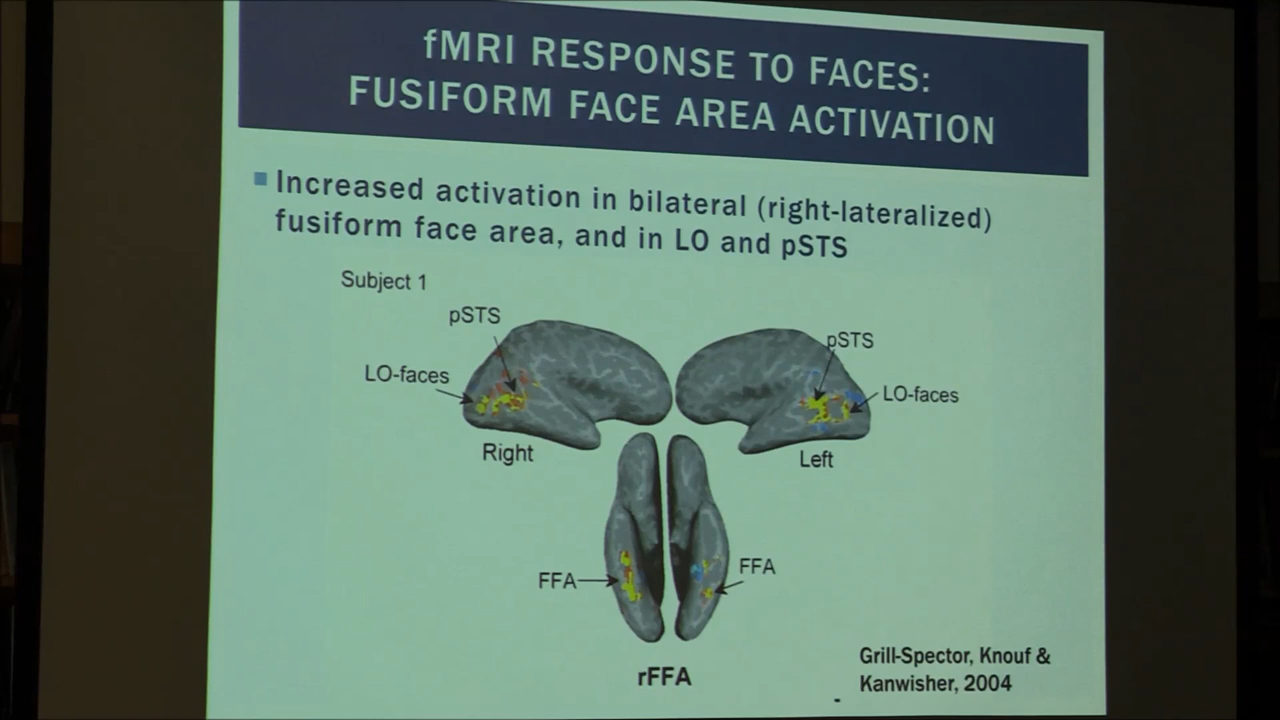 fMRI RESPONSE TO FACES:
FUSIFORM FACE AREA ACTIVATION
Increased activation in bilateral (right-lateralized)
fusiform face area, and in LO and pSTS
Subject 1
pSTS
pSTS
LO-faces
LO-faces
Right
Left
FFA
FFA
rFFA
Grill-Spector, Knouf &
Kanwisher, 2004